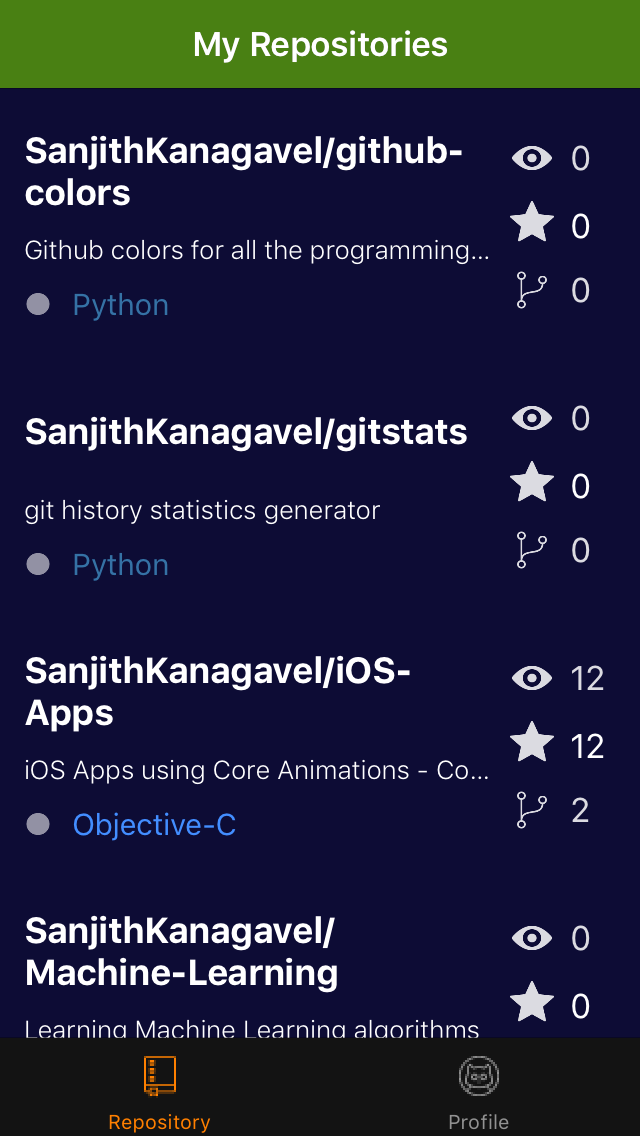 My Repositories
SanjithKanagavel/github-
colors
0
0
Github colors for all the programming...
0
Python
0
SanjithKanagavel/gitstats
0
git history statistics generator
0
Python
SanjithKanagavel/iOS-
Apps
12
12
iOS Apps using Core Animations - Co...
2
Objective-C
SanjithKanagavel/
Machine-Learning
0
0
Learning Machine Learning algorithms
Repository
Profile